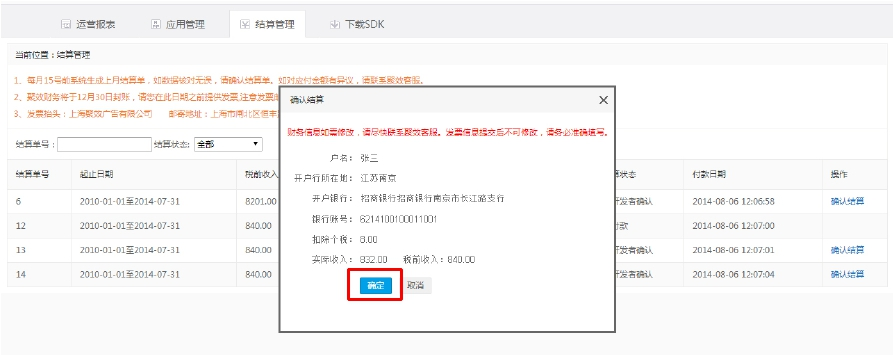 运营报表 应用管理 结算管理 下载SDK
当前位置：结算管理
1、每月15号前系统生成上月结算单，如数据核对无误，请确认结算单。如对应付金额有异议，请联系聚效客服。
2、聚效财务将于12月30日封账，请您在此日期之前提供发票,注意发票
3、发票抬头：上海聚效广告有限公司 邮寄地址：上海市闸北区恒丰
结算单号： 结算状态: 全部
结算单号 起止日期 税前收入 算状态 付款日期 操作
6 2010-01-01至2014-07-31 8201.00 开发者确认 2014-08-06 12:06:58 确认结算
12 2010-01-01至2014-07-31 840.00 付款 2014-08-06 12:07:00
13 2010-01-01至2014-07-31 840.00 开发者确认 2014-08-06 12:07:01 确认结算
14 2010-01-01至2014-07-31 840.00 开发者确认 2014-08-06 12:07:04 确认结算
确认结算
财务信息如需修改，请尽快联系聚效客服。发票信息提交后不可修改，请务必准确填写。
户名： 张三
开户行所在地： 江苏南京
开户银行： 招商银行招商银行南京市长江路支行
银行账号： 6214100100011001
扣除个税： 8.00
实际收入： 832.00 税前收入：840.00
确定 取消